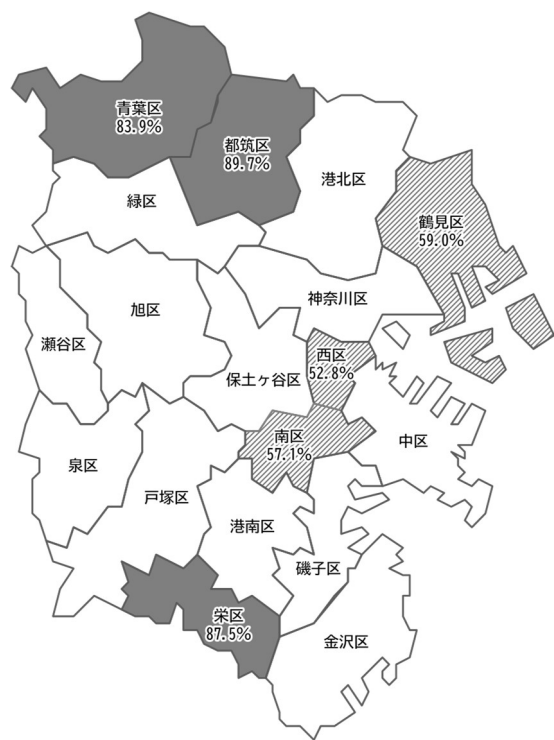 青葉区
83.9%
都筑区
89.7%
港北区
緑区
鶴見区
59.0%
神奈川区
旭区
瀬谷区
西区
52.8%
保土ヶ谷区
南区
57.1%
中区
泉区
戸塚区
港南区
磯子区
栄区
87.5%
金沢区